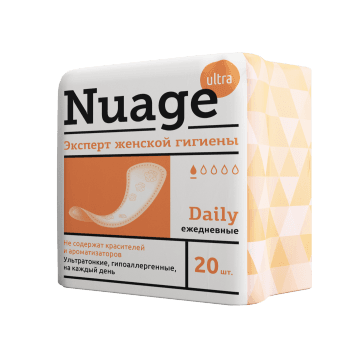 ultra
Nuage
Эксперт женской гигиены
Daily
ежедневные
Не содержат красителей
и ароматизаторов
Ультратонкие, гипоаллергенные,
на каждый день
20 шт.